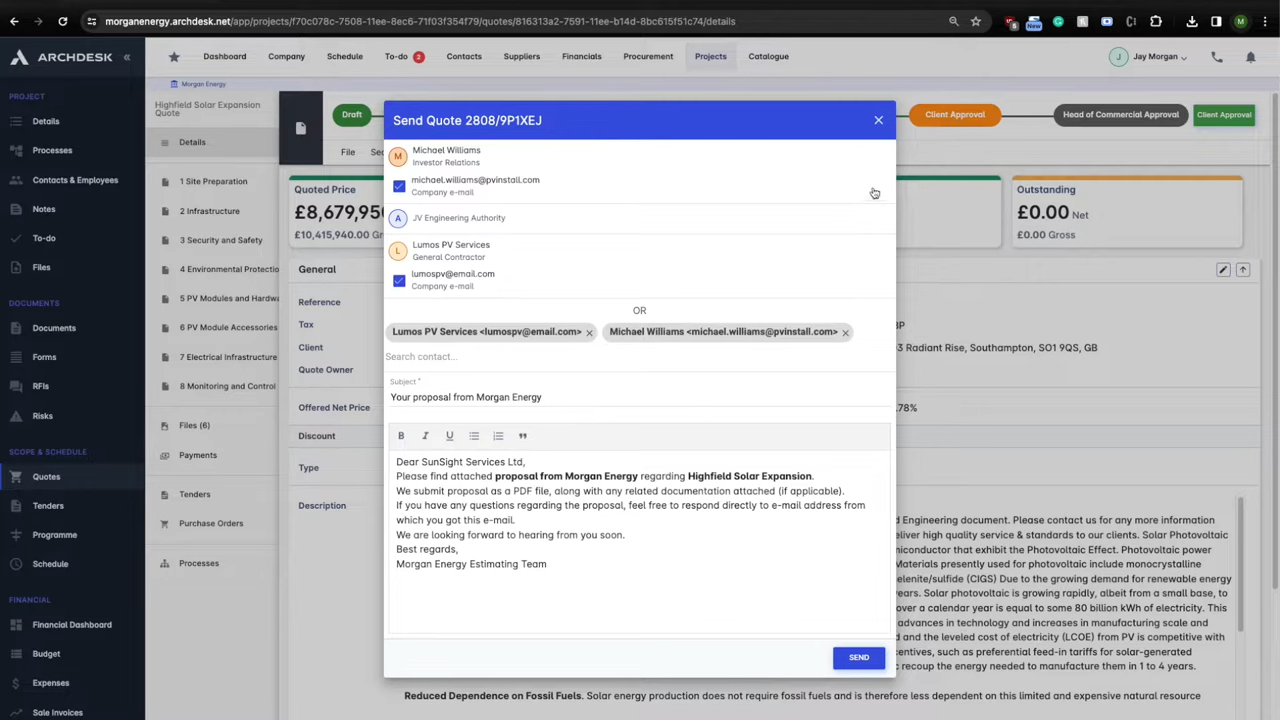 morganenergy.archdesk.net/app/projects/f70c078c-7508-11ee-8ec6-71f03f354f79/quotes/816313a2-7591-11ee-b14d-8bc615f51c74/details
New
M
ARCHDESK
Dashboard
Company
Schedule
To-do 2
Contacts
Suppliers
Financials
Procurement
Projects
Catalogue
J Jay Morgan
Morgan Energy
PROJECT
Details
Processes
Contacts & Employees
Notes
To-do
Files
DOCUMENTS
Documents
Forms
RFIs
Risks
SCOPE & SCHEDULE
Quotes
Tenders
Programme
Schedule
FINANCIAL
Financial Dashboard
Budget
Expenses
Sale Invoices
Highfield Solar Expansion
Quote
Details
1 Site Preparation
2 Infrastructure
3 Security and Safety
4 Environmental Protectio
5 PV Modules and Hardwa
6 PV Module Accessories
7 Electrical Infrastructure
8 Monitoring and Control
Files (6)
Payments
Tenders
Purchase Orders
Processes
Draft
Client Approval
Head of Commercial Approval
Client Approval
File
Sec
Quoted Price
£8,679,950
£10,415,940.00 Gross
Outstanding
£0.00 Net
£0.00 Gross
General
Reference
Tax
BP
Client
3 Radiant Rise, Southampton, SO1 9QS, GB
Quote Owner
Offered Net Price
.78%
Discount
Type
Description
d Engineering document. Please contact us for any more information
eliver high quality service & standards to our clients. Solar Photovoltaic
miconductor that exhibit the Photovoltaic Effect. Photovoltaic power
Materials presently used for photovoltaic include monocrystalline
elenite/sulfide (CIGS) Due to the growing demand for renewable energy
years. Solar photovoltaic is growing rapidly, albeit from a small base, to
over a calendar year is equal to some 80 billion kWh of electricity. This
advances in technology and increases in manufacturing scale and
and the leveled cost of electricity (LCOE) from PV is competitive with
centives, such as preferential feed-in tariffs for solar-generated
recoup the energy needed to manufacture them in 1 to 4 years.
Reduced Dependence on Fossil Fuels. Solar energy production does not require fossil fuels and is therefore less dependent on this limited and expensive natural resource
Send Quote 2808/9P1XEJ
M
Michael Williams
Investor Relations
michael.williams@pvinstall.com
Company e-mail
A JV Engineering Authority
L
Lumos PV Services
General Contractor
lumospv@email.com
Company e-mail
OR
Lumos PV Services <lumospv@email.com>
Michael Williams <michael.williams@pvinstall.com>
Search contact...
Subject *
Your proposal from Morgan Energy
B I U
Dear SunSight Services Ltd,
Please find attached proposal from Morgan Energy regarding Highfield Solar Expansion.
We submit proposal as a PDF file, along with any related documentation attached (if applicable).
If you have any questions regarding the proposal, feel free to respond directly to e-mail address from
which you got this e-mail.
We are looking forward to hearing from you soon.
Best regards,
Morgan Energy Estimating Team
SEND